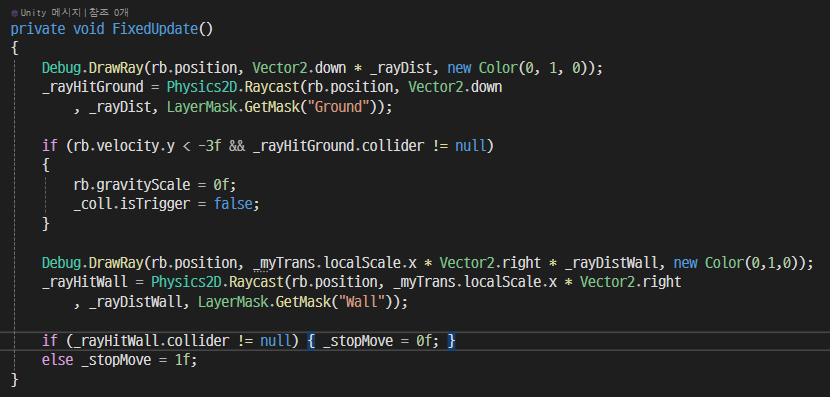 Unity 메시지 | 참조 0개
private void FixedUpdate()
{
Debug.DrawRay(rb.position, Vector2.down * _rayDist, new Color(0, 1, 0));
_rayHitGround = Physics2D.Raycast(rb.position, Vector2.down
, _rayDist, LayerMask.GetMask("Ground"));
if (rb.velocity.y < -3f && _rayHitGround.collider != null)
{
rb.gravityScale = 0f;
_coll.isTrigger = false;
}
Debug.DrawRay(rb.position, _myTrans.localScale.x * Vector2.right * _rayDistWall, new Color(0,1,0));
_rayHitWall = Physics2D.Raycast(rb.position, _myTrans.localScale.x * Vector2.right
, _rayDistWall, LayerMask.GetMask("Wall"));
if (_rayHitWall.collider != null) { _stopMove = 0f; }
else _stopMove = 1f;
}